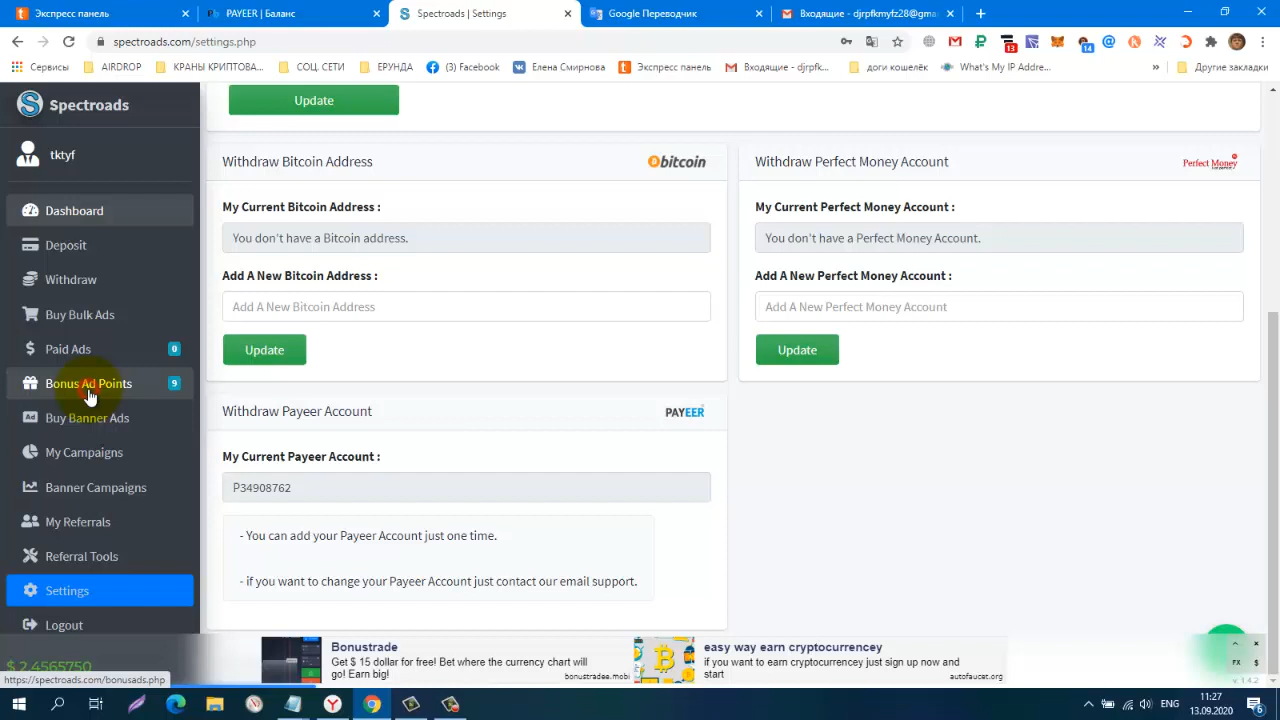 Экспресс панель
PAYEER | Баланс
Spectroads | Settings
Google Переводчик
Входящие - djrpfkmyfz28@gma
spectroads.com/settings.php
13
14
Сервисы
AIRDROP
КРАНЫ КРИПТОВА...
СОЦ. СЕТИ
ЕРУНДА
(3) Facebook
Елена Смирнова
Экспресс панель
Входящие - djrpfk...
доги кошелёк
What's My IP Addre...
»
Другие закладки
Spectroads
tktyf
Dashboard
Deposit
Withdraw
Buy Bulk Ads
Paid Ads
0
Bonus Ad Points
9
Buy Banner Ads
My Campaigns
Banner Campaigns
My Referrals
Referral Tools
Settings
Logout
$ 2.4565750
https://spectroads.com/bonusads.php
Update
Withdraw Bitcoin Address
bitcoin
My Current Bitcoin Address :
You don't have a Bitcoin address.
Add A New Bitcoin Address :
Add A New Bitcoin Address
Update
Withdraw Perfect Money Account
Perfect Money
My Current Perfect Money Account :
You don't have a Perfect Money Account.
Add A New Perfect Money Account :
Add A New Perfect Money Account
Update
Withdraw Payeer Account
PAYEER
My Current Payeer Account :
P34908762
- You can add your Payeer Account just one time.
- if you want to change your Payeer Account just contact our email support.
Bonustrade
Get $ 15 dollar for free! Bet where the currency chart will
go! Earn big!
bonustradee.mobi
easy way earn cryptocurrencey
if you want to earn cryptocurrencey just sign up now and
start
autofaucet.org
FX
$
v. 1.4.2
ENG
11:27
13.09.2020
6